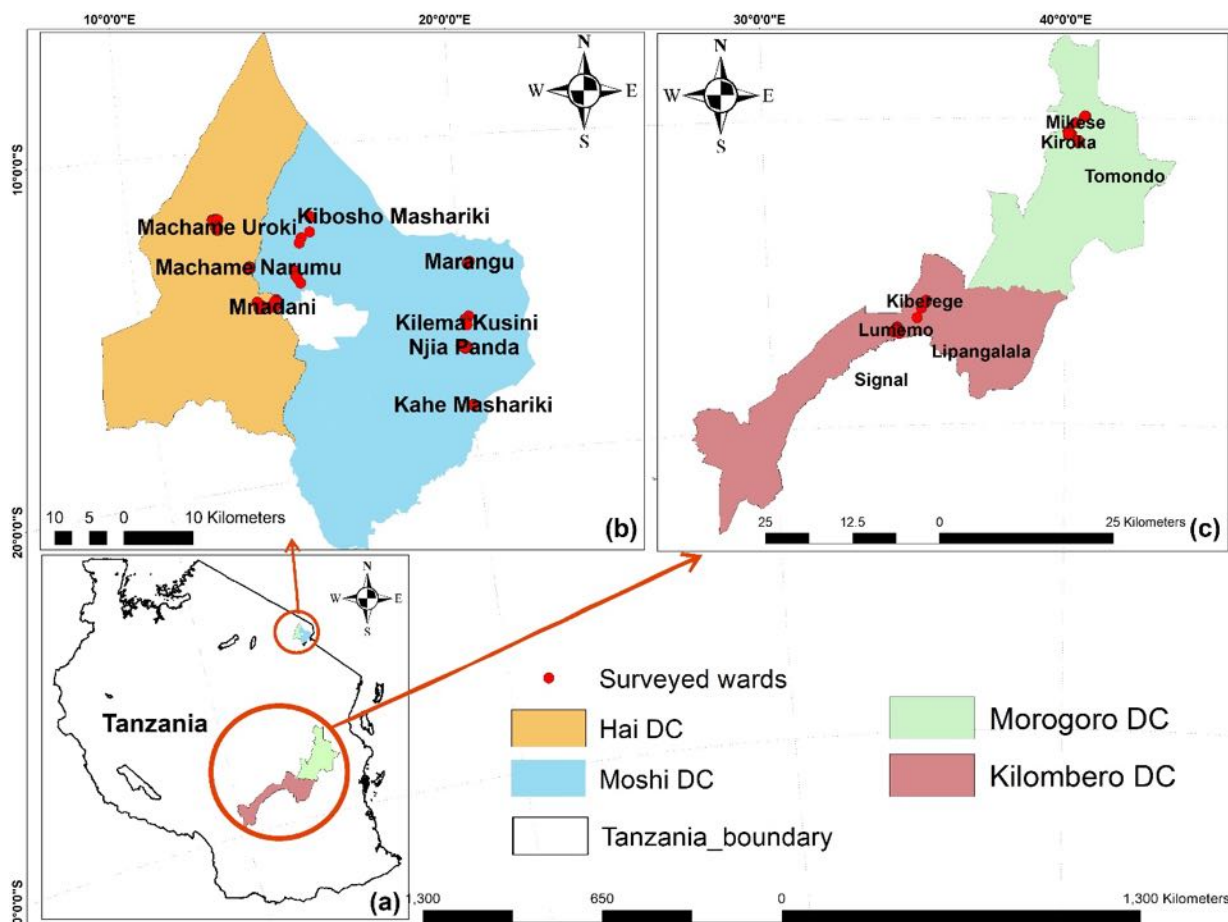 10°0'0"E 20°0'0"E 30°0'0"E 40°0'0"E
10°0'0"S
20°0'0"S
N
W E
S
Machame Uroki
Kibosho Mashariki
Machame Narumu
Marangu
Mnadani
Kilema Kusini
Njia Panda
Kahe Mashariki
10 5 0 10 Kilometers
(b)
N
W E
S
Mikese
Kiroka
Tomondo
Kiberege
Lumemo
Lipangalala
Signal
25 12.5 0 25 Kilometers
(c)
N
W E
S
Tanzania
(a)
Surveyed wards
Hai DC
Moshi DC
Tanzania_boundary
Morogoro DC
Kilombero DC
1,300 650 0 1,300 Kilometers